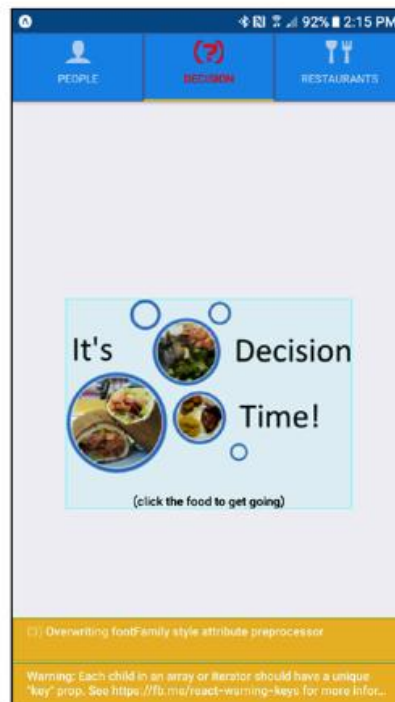 92% 2:15 PM
PEOPLE DECISION RESTAURANTS
It's Decision
Time!
(click the food to get going)
Overwriting fontFamily style attribute preprocessor
Warning: Each child in an array or iterator should have a unique
"key" prop. See https://fb.me/react-warning-keys for more infor...